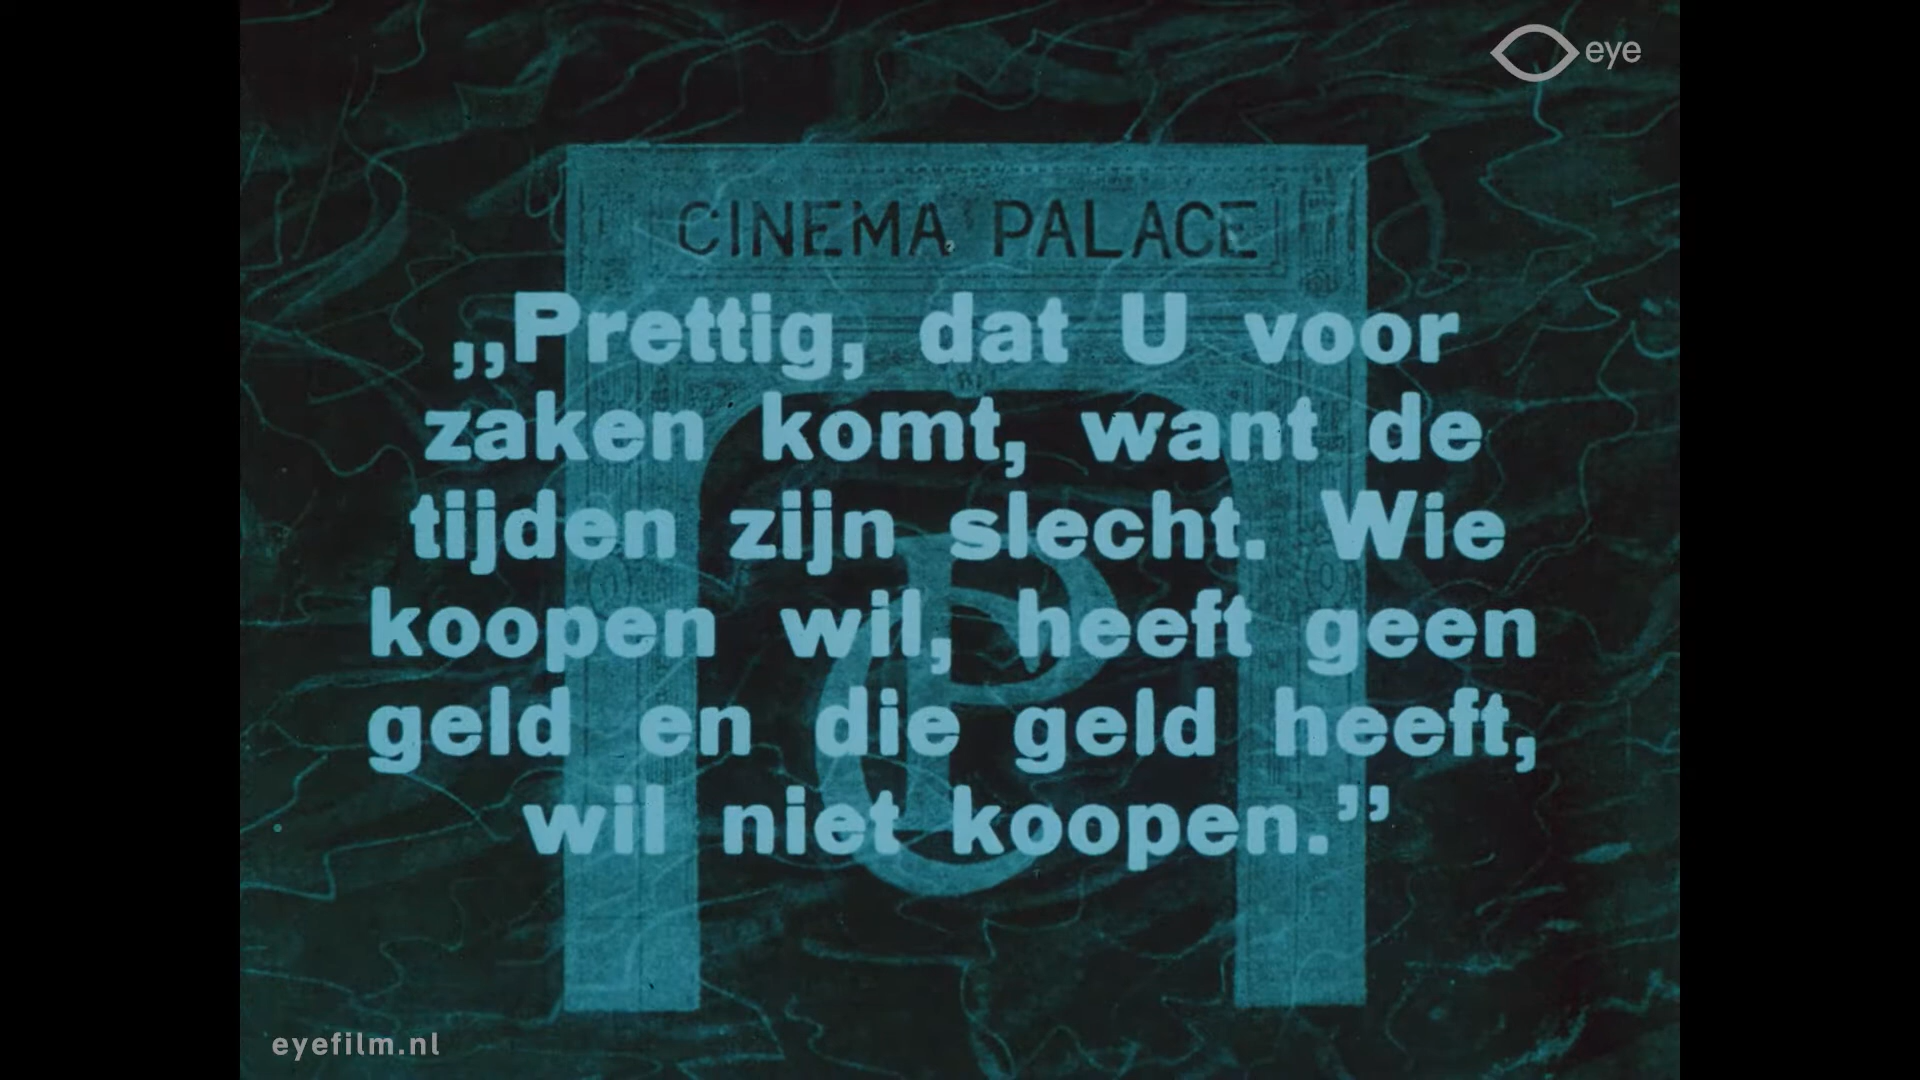 eye
CINEMA PALACE
„Prettig, dat U voor
zaken komt, want de
tijden zijn slecht. Wie
koopen wil, heeft geen
geld en die geld heeft,
wil niet koopen.”
CP
eyefilm.nl